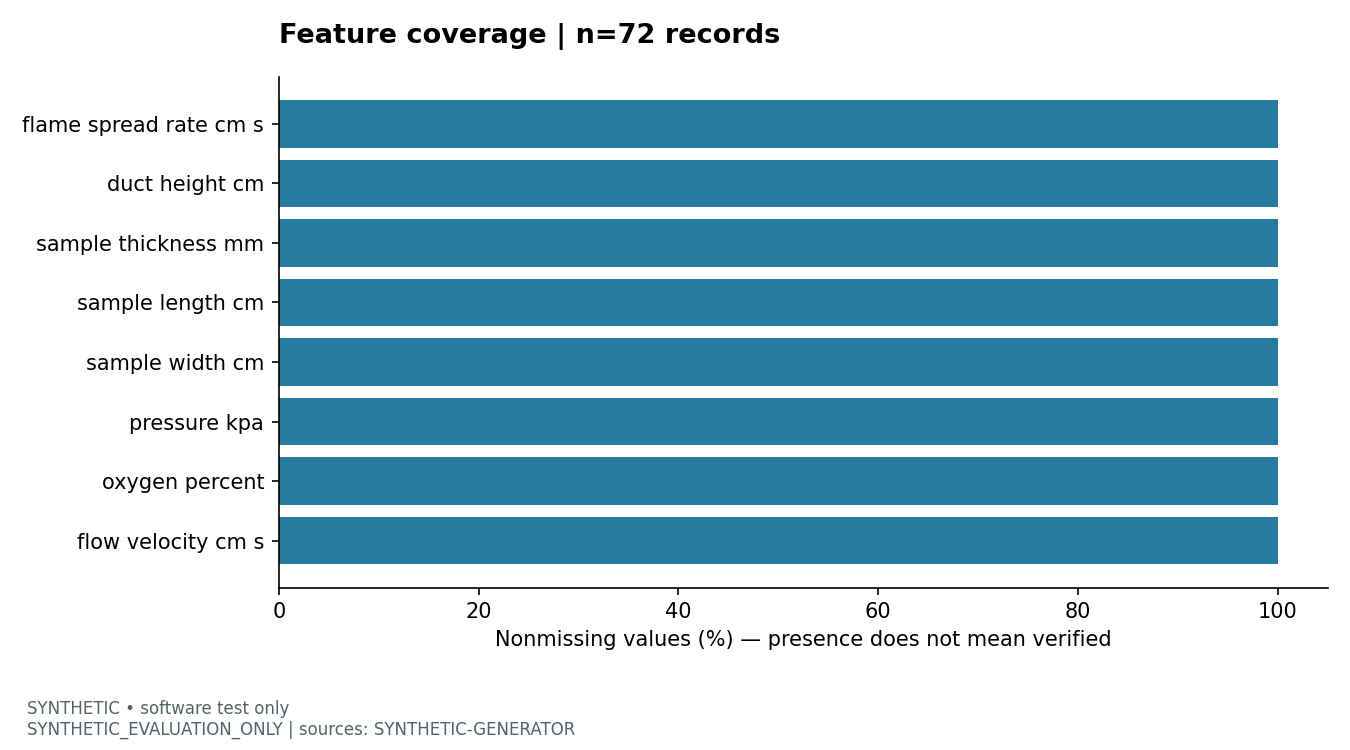 Feature coverage | n=72 records
flame spread rate cm s
duct height cm
sample thickness mm
sample length cm
sample width cm
pressure kpa
oxygen percent
flow velocity cm s
0 20 40 60 80 100
Nonmissing values (%) — presence does not mean verified
SYNTHETIC • software test only
SYNTHETIC_EVALUATION_ONLY | sources: SYNTHETIC-GENERATOR